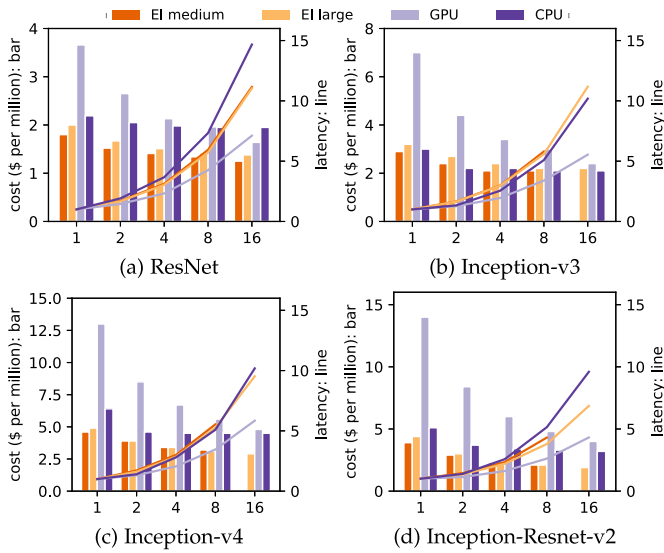 EI medium EI large GPU CPU
cost ($ per million): bar
4
3
2
1
0
15
10
5
0
latency: line
1 2 4 8 16
(a) ResNet
cost ($ per million): bar
8
6
4
2
0
15
10
5
0
latency: line
1 2 4 8 16
(b) Inception-v3
cost ($ per million): bar
15.0
12.5
10.0
7.5
5.0
2.5
0.0
15
10
5
0
latency: line
1 2 4 8 16
(c) Inception-v4
cost ($ per million): bar
15
10
5
0
15
10
5
0
latency: line
1 2 4 8 16
(d) Inception-Resnet-v2